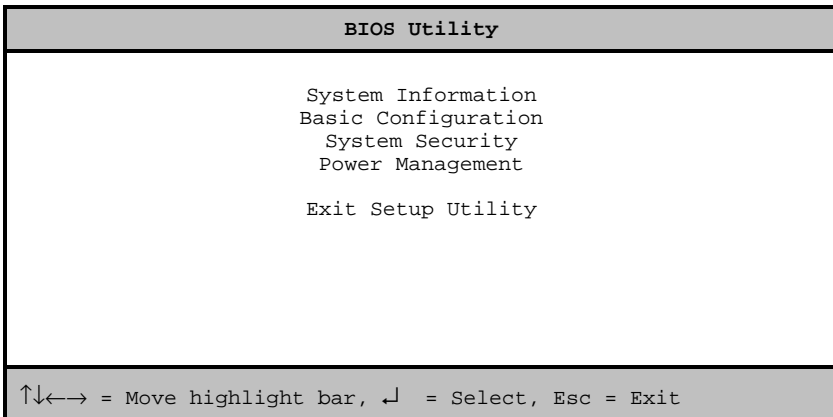 BIOS Utility
System Information
Basic Configuration
System Security
Power Management
Exit Setup Utility
↑↓←→ = Move highlight bar, ↵ = Select, Esc = Exit